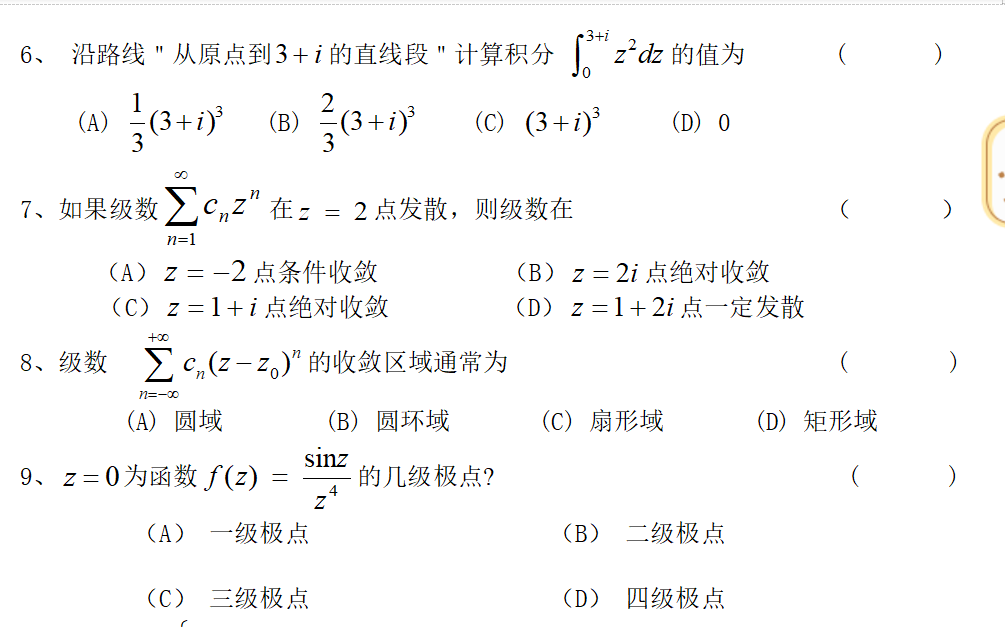 6、 沿路线 " 从原点到 3+i 的直线段 " 计算积分 ∫₀³⁺ⁱ z²dz 的值为 ( )
(A) 1/3(3+i)³ (B) 2/3(3+i)³ (C) (3+i)³ (D) 0
7、如果级数 ∑_{n=1}^{∞} cₙzⁿ 在 z = 2 点发散，则级数在 ( )
(A) z = −2 点条件收敛 (B) z = 2i 点绝对收敛
(C) z = 1+i 点绝对收敛 (D) z = 1+2i 点一定发散
8、级数 ∑_{n=−∞}^{+∞} cₙ(z−z₀)ⁿ 的收敛区域通常为 ( )
(A) 圆域 (B) 圆环域 (C) 扇形域 (D) 矩形域
9、 z = 0 为函数 f(z) = sinz/z⁴ 的几级极点? ( )
(A) 一级极点 (B) 二级极点
(C) 三级极点 (D) 四级极点